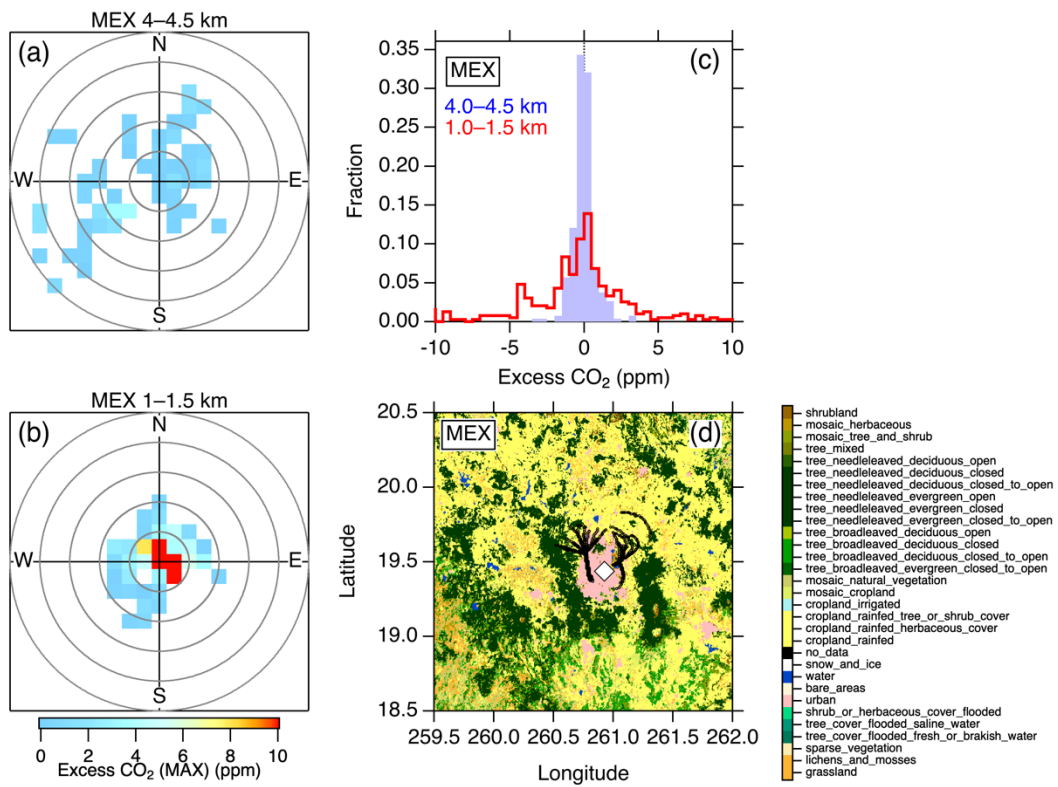 MEX 4–4.5 km
(a)
N
W
E
S
(c)
MEX
4.0–4.5 km
1.0–1.5 km
0.35
0.30
0.25
0.20
0.15
0.10
0.05
0.00
Fraction
-10
-5
0
5
10
Excess CO₂ (ppm)
MEX 1–1.5 km
(b)
N
W
E
S
0
2
4
6
8
10
Excess CO₂ (MAX) (ppm)
MEX
(d)
20.5
20.0
19.5
19.0
18.5
Latitude
259.5
260.0
260.5
261.0
261.5
262.0
Longitude
shrubland
mosaic_herbaceous
mosaic_tree_and_shrub
tree_mixed
tree_needleleaved_deciduous_open
tree_needleleaved_deciduous_closed
tree_needleleaved_deciduous_closed_to_open
tree_needleleaved_evergreen_open
tree_needleleaved_evergreen_closed
tree_needleleaved_evergreen_closed_to_open
tree_broadleaved_deciduous_open
tree_broadleaved_deciduous_closed
tree_broadleaved_deciduous_closed_to_open
tree_broadleaved_evergreen_closed_to_open
mosaic_natural_vegetation
mosaic_cropland
cropland_irrigated
cropland_rainfed_tree_or_shrub_cover
cropland_rainfed_herbaceous_cover
cropland_rainfed
no_data
snow_and_ice
water
bare_areas
urban
shrub_or_herbaceous_cover_flooded
tree_cover_flooded_saline_water
tree_cover_flooded_fresh_or_brakish_water
sparse_vegetation
lichens_and_mosses
grassland